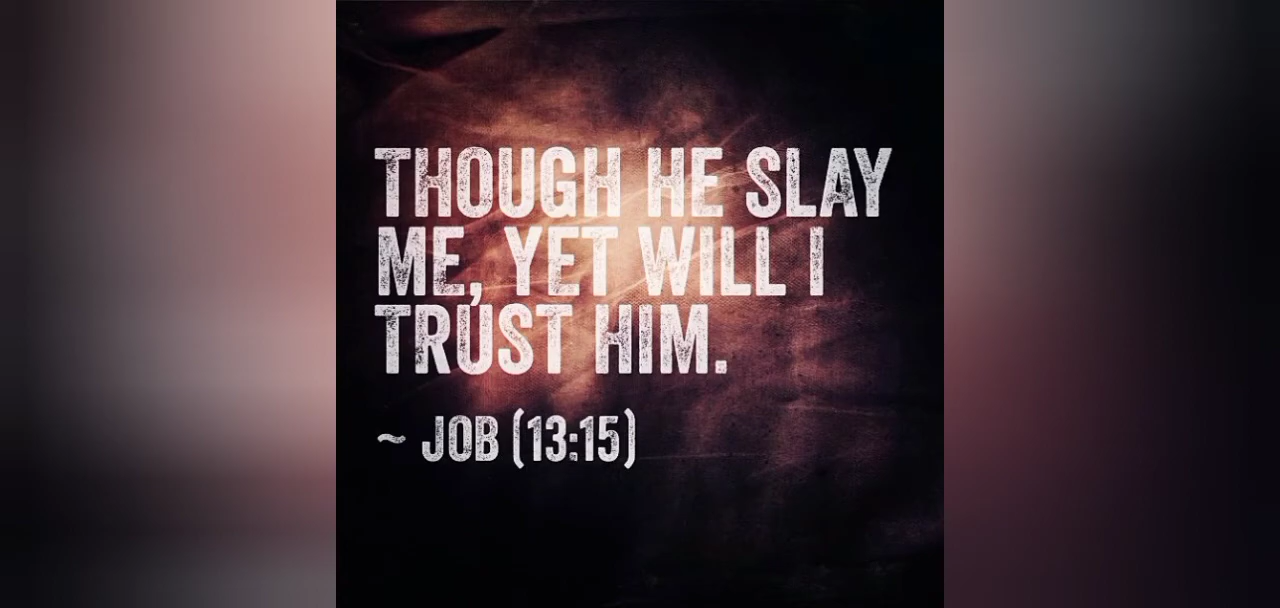 THOUGH HE SLAY
ME, YET WILL I
TRUST HIM.
~ JOB (13:15)